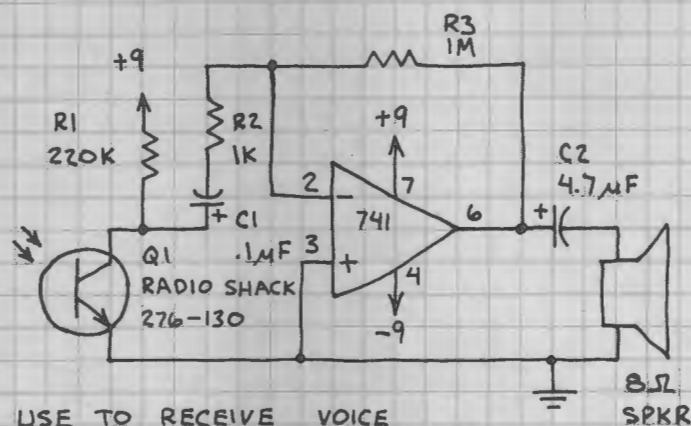 R3
1M
+9
R1
220K
R2
1K
+9
C2
4.7µF
2
-
7
741
6
+
+
C1
.1µF
3
+
4
-9
Q1
RADIO SHACK
276-130
8Ω
SPKR
USE TO RECEIVE VOICE